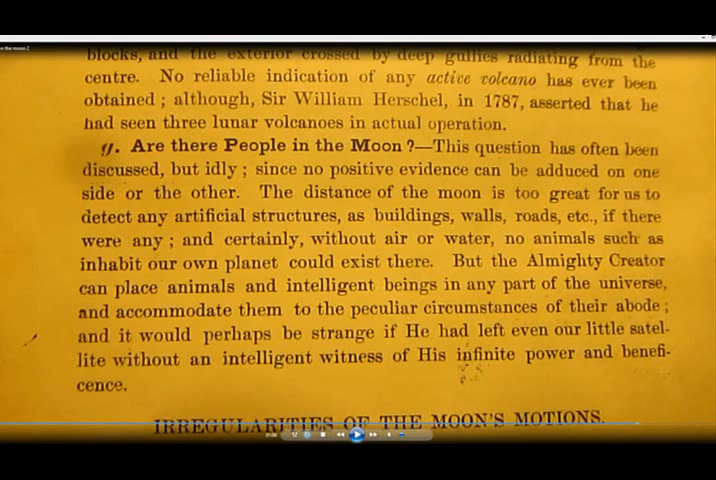 n the moon 2
blocks, and the exterior crossed by deep gullies radiating from the
centre. No reliable indication of any active volcano has ever been
obtained ; although, Sir William Herschel, in 1787, asserted that he
had seen three lunar volcanoes in actual operation.
g. Are there People in the Moon ?—This question has often been
discussed, but idly ; since no positive evidence can be adduced on one
side or the other. The distance of the moon is too great for us to
detect any artificial structures, as buildings, walls, roads, etc., if there
were any ; and certainly, without air or water, no animals such as
inhabit our own planet could exist there. But the Almighty Creator
can place animals and intelligent beings in any part of the universe,
and accommodate them to the peculiar circumstances of their abode ;
and it would perhaps be strange if He had left even our little satel-
lite without an intelligent witness of His infinite power and benefi-
cence.
IRREGULARITIES OF THE MOON'S MOTIONS.